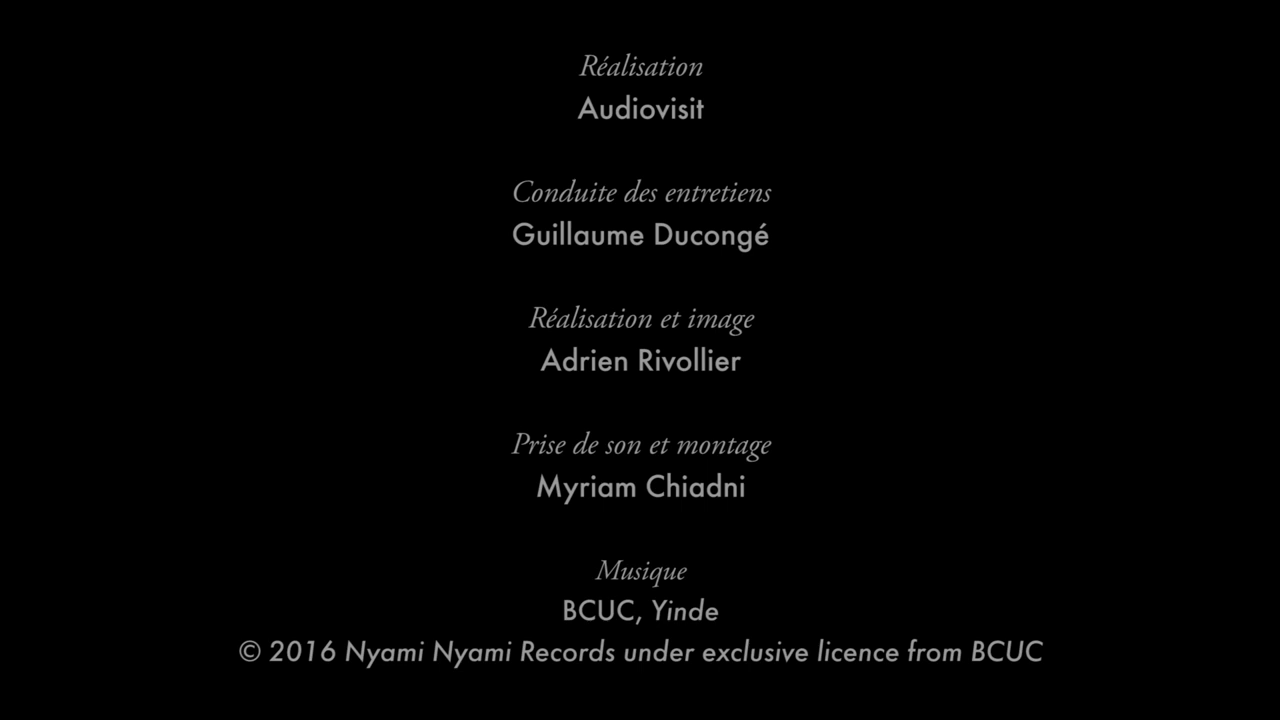 Réalisation
Audiovisit
Conduite des entretiens
Guillaume Ducongé
Réalisation et image
Adrien Rivollier
Prise de son et montage
Myriam Chiadni
Musique
BCUC, Yinde
© 2016 Nyami Nyami Records under exclusive licence from BCUC